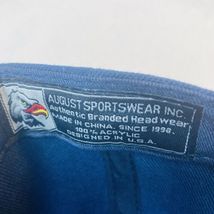 AUGUST SPORTSWEAR INC.
Authentic Branded Headwear
MADE IN CHINA. SINCE 1998.
100% ACRYLIC
DESIGNED IN U.S.A.